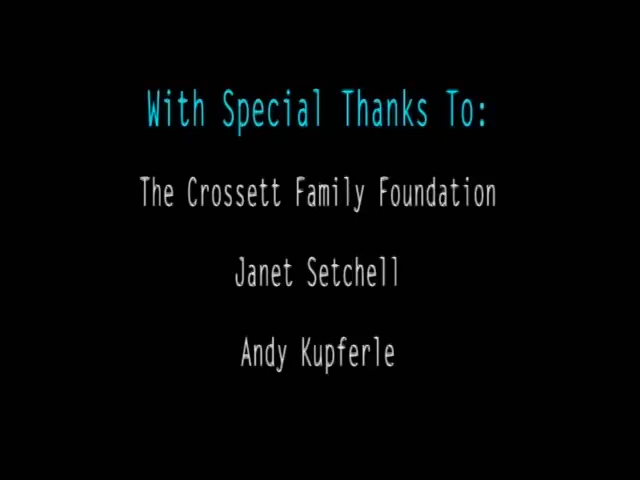 With Special Thanks To:
The Crossett Family Foundation
Janet Setchell
Andy Kupferle